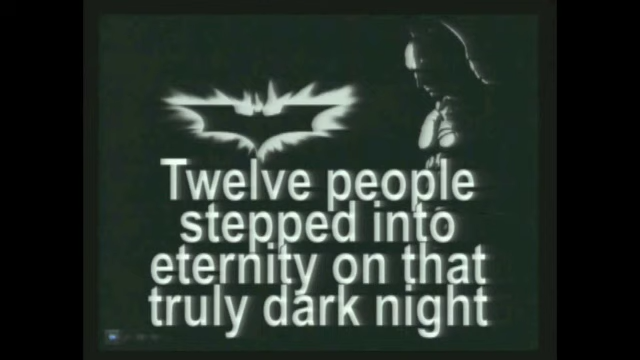 Twelve people
stepped into
eternity on that
truly dark night